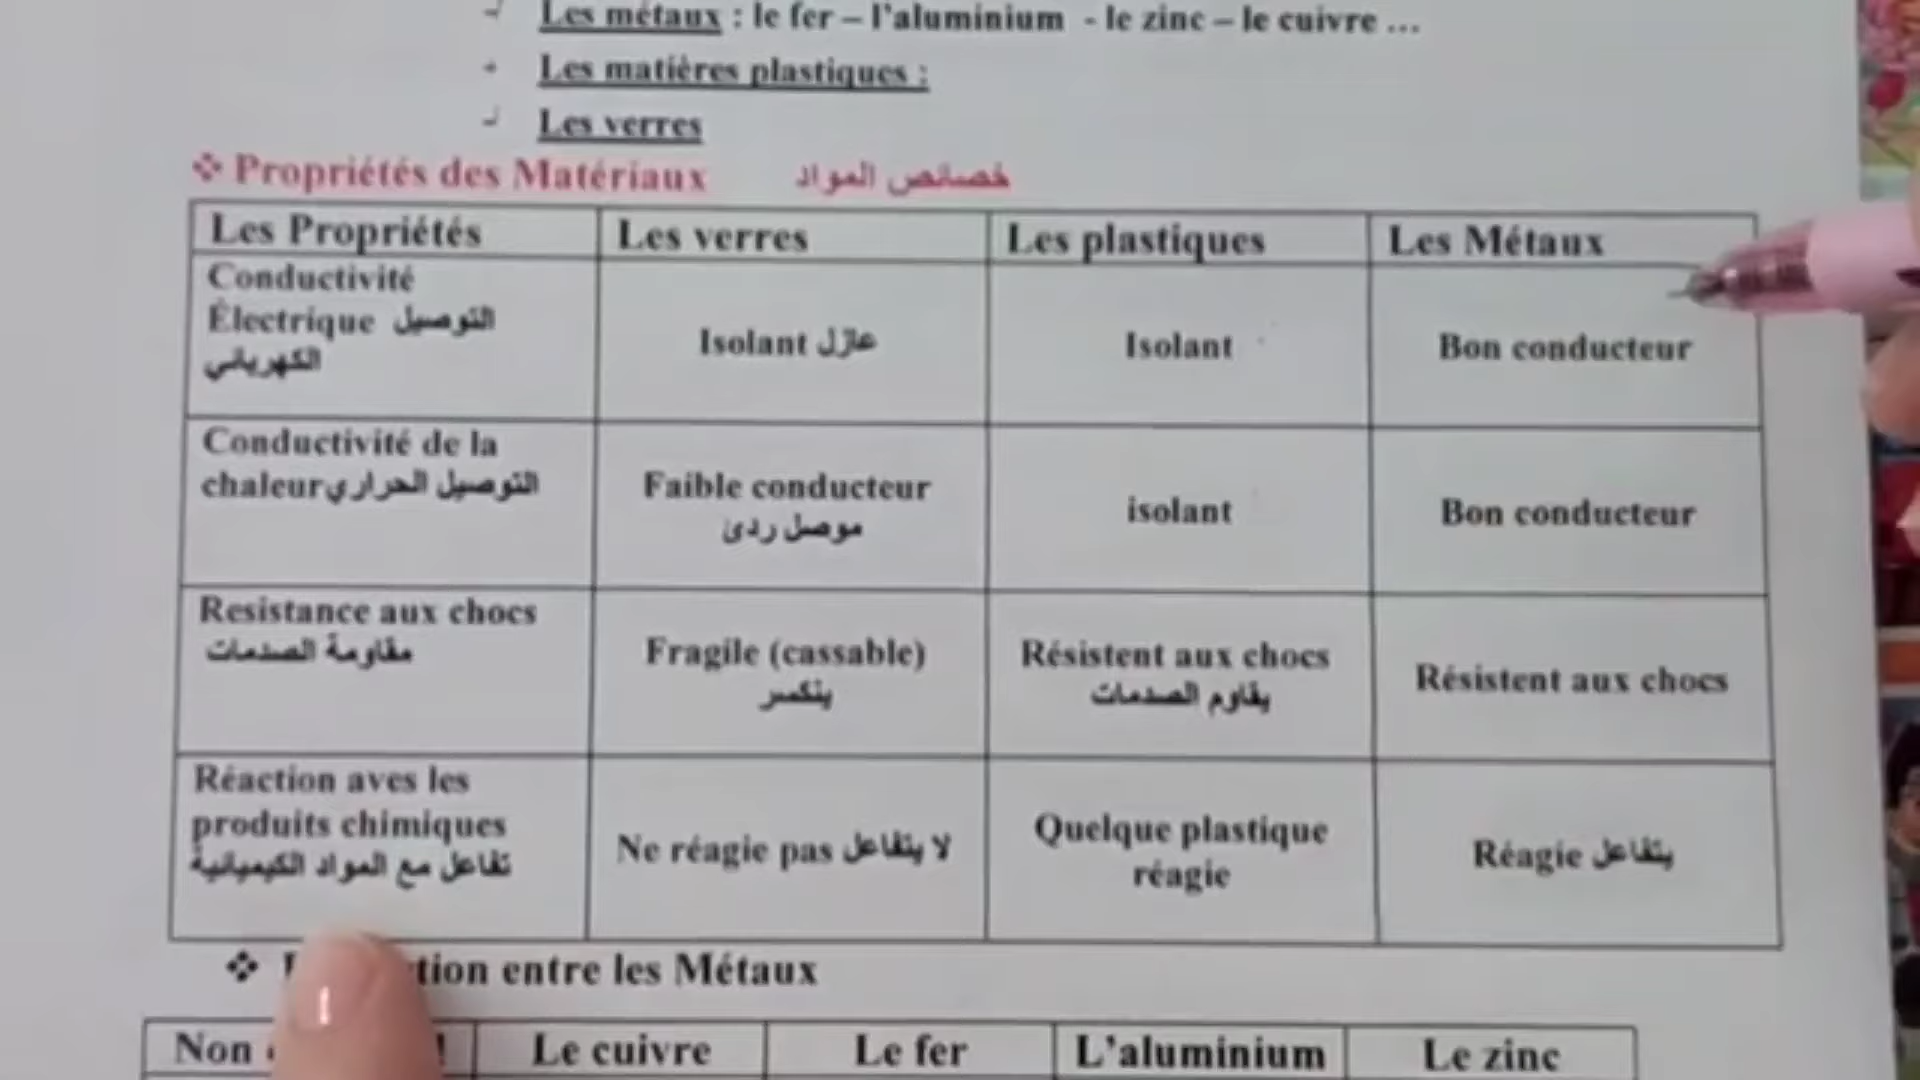 Les métaux : le fer – l'aluminium - le zinc – le cuivre ...
Les matières plastiques :
Les verres
❖ Propriétés des Matériaux خصائص المواد
Les Propriétés
Les verres
Les plastiques
Les Métaux
Conductivité
Électrique التوصيل
الكهربائي
Isolant عازل
Isolant
Bon conducteur
Conductivité de la
chaleur التوصيل الحراري
Faible conducteur
موصل ردئ
isolant
Bon conducteur
Resistance aux chocs
مقاومة الصدمات
Fragile (cassable)
ينكسر
Résistent aux chocs
يقاوم الصدمات
Résistent aux chocs
Réaction aves les
produits chimiques
تفاعل مع المواد الكيميائية
Ne réagie pas لا يتفاعل
Quelque plastique
réagie
Réagie يتفاعل
❖ entre les Métaux
Non
Le cuivre
Le fer
L'aluminium
Le zinc